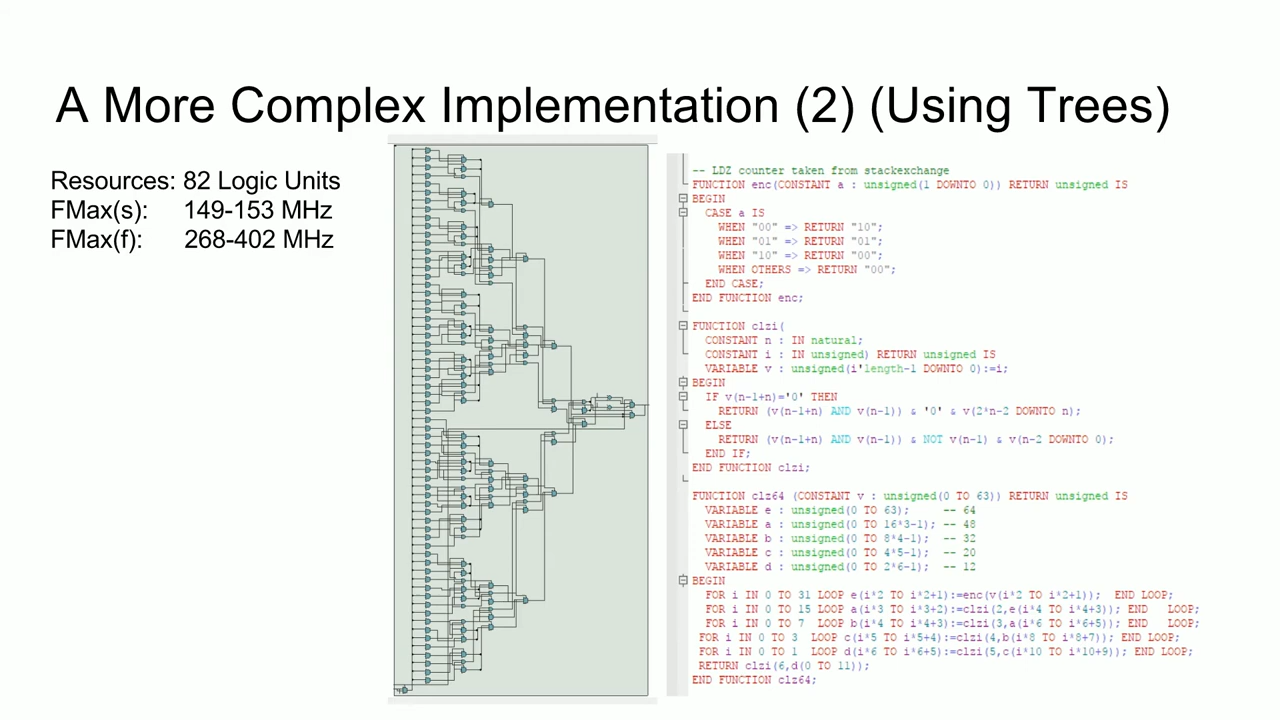 A More Complex Implementation (2) (Using Trees)
Resources: 82 Logic Units
FMax(s): 149-153 MHz
FMax(f): 268-402 MHz
-- LDZ counter taken from stackexchange
FUNCTION enc(CONSTANT a : unsigned(1 DOWNTO 0)) RETURN unsigned IS
BEGIN
CASE a IS
WHEN "00" => RETURN "10";
WHEN "01" => RETURN "01";
WHEN "10" => RETURN "00";
WHEN OTHERS => RETURN "00";
END CASE;
END FUNCTION enc;
FUNCTION clzi(
CONSTANT n : IN natural;
CONSTANT i : IN unsigned) RETURN unsigned IS
VARIABLE v : unsigned(i'length-1 DOWNTO 0):=i;
BEGIN
IF v(n-1+n)='0' THEN
RETURN (v(n-1+n) AND v(n-1)) & '0' & v(2*n-2 DOWNTO n);
ELSE
RETURN (v(n-1+n) AND v(n-1)) & NOT v(n-1) & v(n-2 DOWNTO 0);
END IF;
END FUNCTION clzi;
FUNCTION clz64 (CONSTANT v : unsigned(0 TO 63)) RETURN unsigned IS
VARIABLE e : unsigned(0 TO 63); -- 64
VARIABLE a : unsigned(0 TO 16*3-1); -- 48
VARIABLE b : unsigned(0 TO 8*4-1); -- 32
VARIABLE c : unsigned(0 TO 4*5-1); -- 20
VARIABLE d : unsigned(0 TO 2*6-1); -- 12
BEGIN
FOR i IN 0 TO 31 LOOP e(i*2 TO i*2+1):=enc(v(i*2 TO i*2+1)); END LOOP;
FOR i IN 0 TO 15 LOOP a(i*3 TO i*3+2):=clzi(2,e(i*4 TO i*4+3)); END LOOP;
FOR i IN 0 TO 7 LOOP b(i*4 TO i*4+3):=clzi(3,a(i*6 TO i*6+5)); END LOOP;
FOR i IN 0 TO 3 LOOP c(i*5 TO i*5+4):=clzi(4,b(i*8 TO i*8+7)); END LOOP;
FOR i IN 0 TO 1 LOOP d(i*6 TO i*6+5):=clzi(5,c(i*10 TO i*10+9)); END LOOP;
RETURN clzi(6,d(0 TO 11));
END FUNCTION clz64;